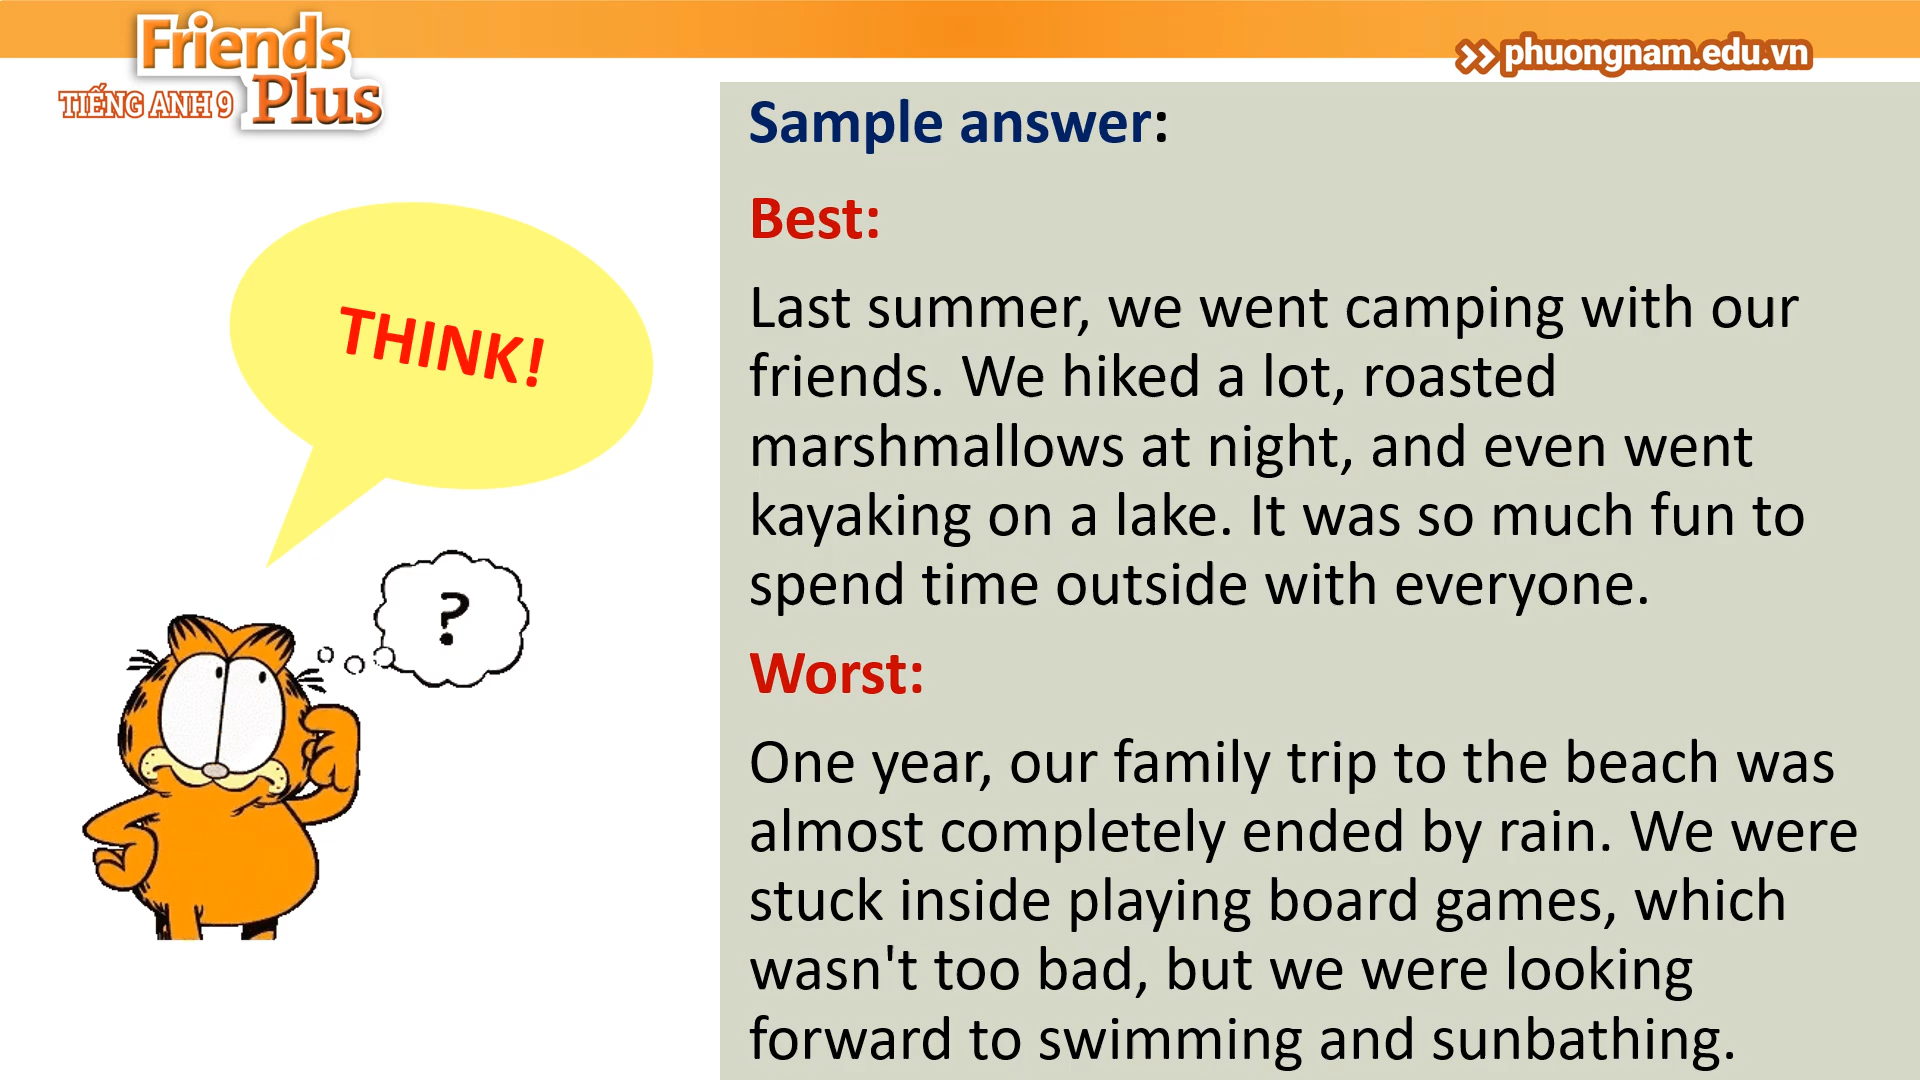 Friends
Plus
TIẾNG ANH 9
phuongnam.edu.vn
THINK!
?
Sample answer:
Best:
Last summer, we went camping with our
friends. We hiked a lot, roasted
marshmallows at night, and even went
kayaking on a lake. It was so much fun to
spend time outside with everyone.
Worst:
One year, our family trip to the beach was
almost completely ended by rain. We were
stuck inside playing board games, which
wasn't too bad, but we were looking
forward to swimming and sunbathing.